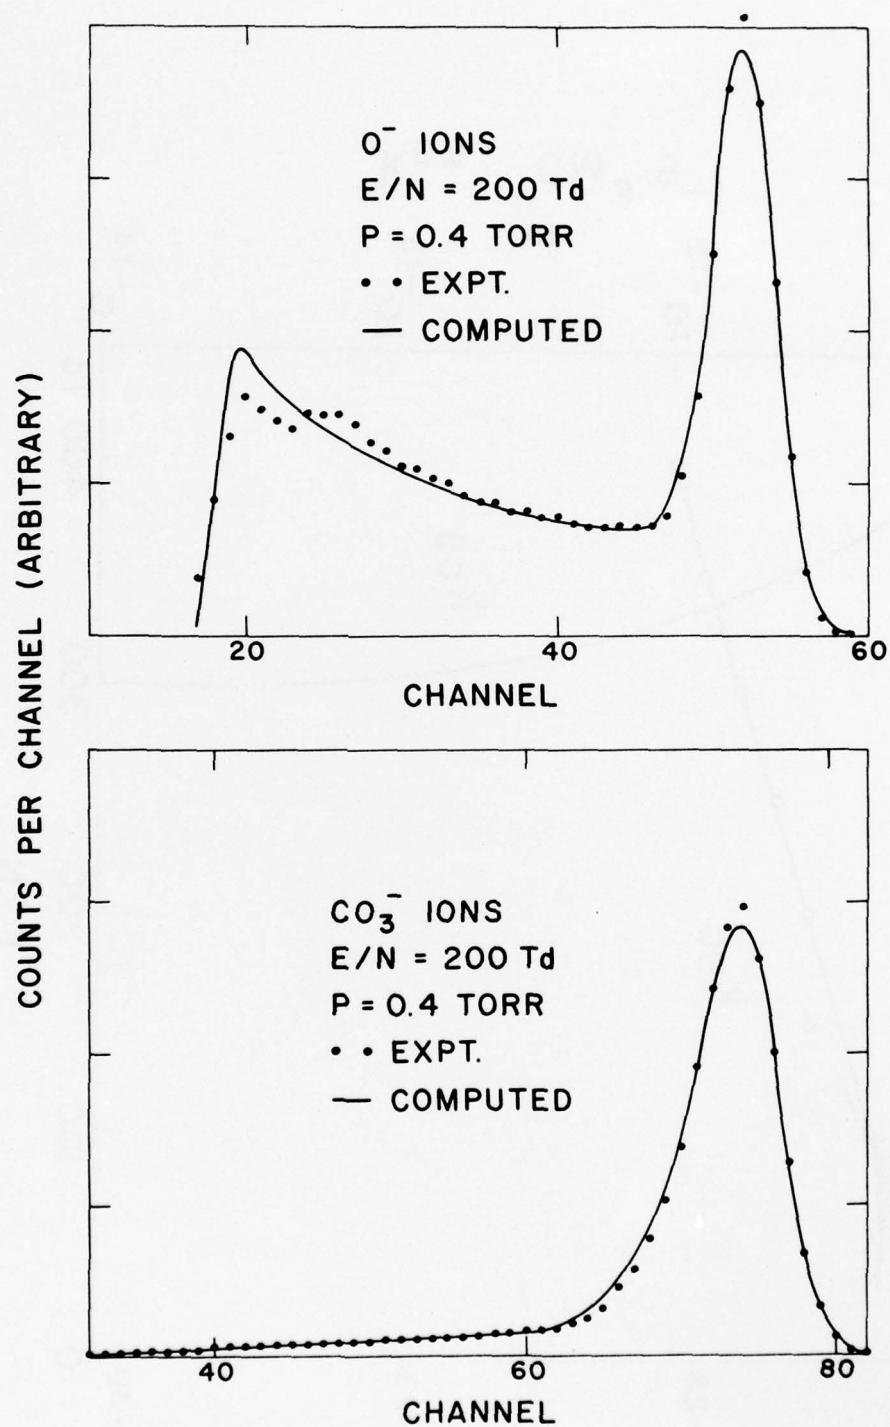 COUNTS PER CHANNEL (ARBITRARY)
O⁻ IONS
E/N = 200 Td
P = 0.4 TORR
• • EXPT.
— COMPUTED
20 40 60
CHANNEL
CO₃⁻ IONS
E/N = 200 Td
P = 0.4 TORR
• • EXPT.
— COMPUTED
40 60 80
CHANNEL